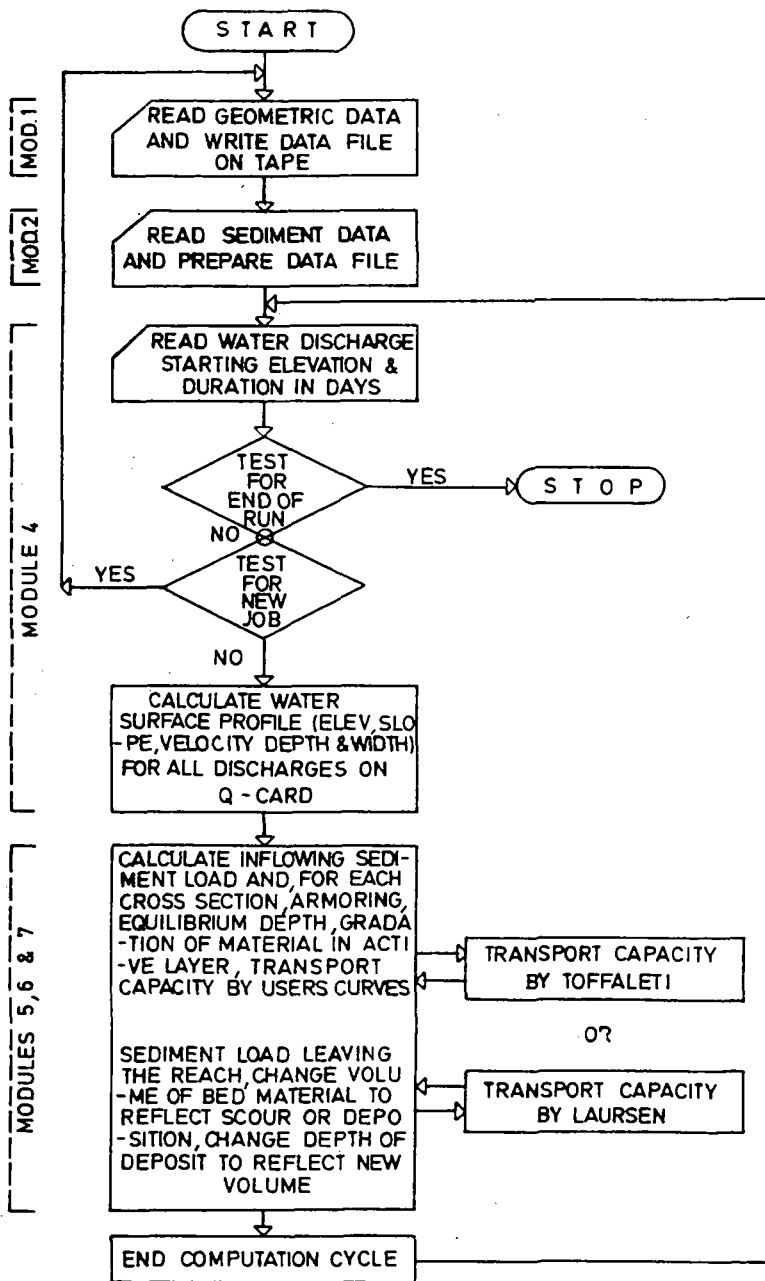 START
MOD.1
READ GEOMETRIC DATA
AND WRITE DATA FILE
ON TAPE
MOD.2
READ SEDIMENT DATA
AND PREPARE DATA FILE
MODULE 4
READ WATER DISCHARGE
STARTING ELEVATION &
DURATION IN DAYS
TEST
FOR
END OF
RUN
YES
STOP
NO
YES
TEST
FOR
NEW
JOB
NO
CALCULATE WATER
SURFACE PROFILE (ELEV,SLO
-PE,VELOCITY DEPTH &WIDTH)
FOR ALL DISCHARGES ON
Q - CARD
MODULES 5,6 & 7
CALCULATE INFLOWING SEDI-
MENT LOAD AND, FOR EACH
CROSS SECTION, ARMORING,
EQUILIBRIUM DEPTH, GRADA
-TION OF MATERIAL IN ACTI
-VE LAYER, TRANSPORT
CAPACITY BY USERS CURVES
TRANSPORT CAPACITY
BY TOFFALETI
OR
SEDIMENT LOAD LEAVING
THE REACH, CHANGE VOLU
-ME OF BED MATERIAL TO
REFLECT SCOUR OR DEPO
-SITION, CHANGE DEPTH OF
DEPOSIT TO REFLECT NEW
VOLUME
TRANSPORT CAPACITY
BY LAURSEN
END COMPUTATION CYCLE